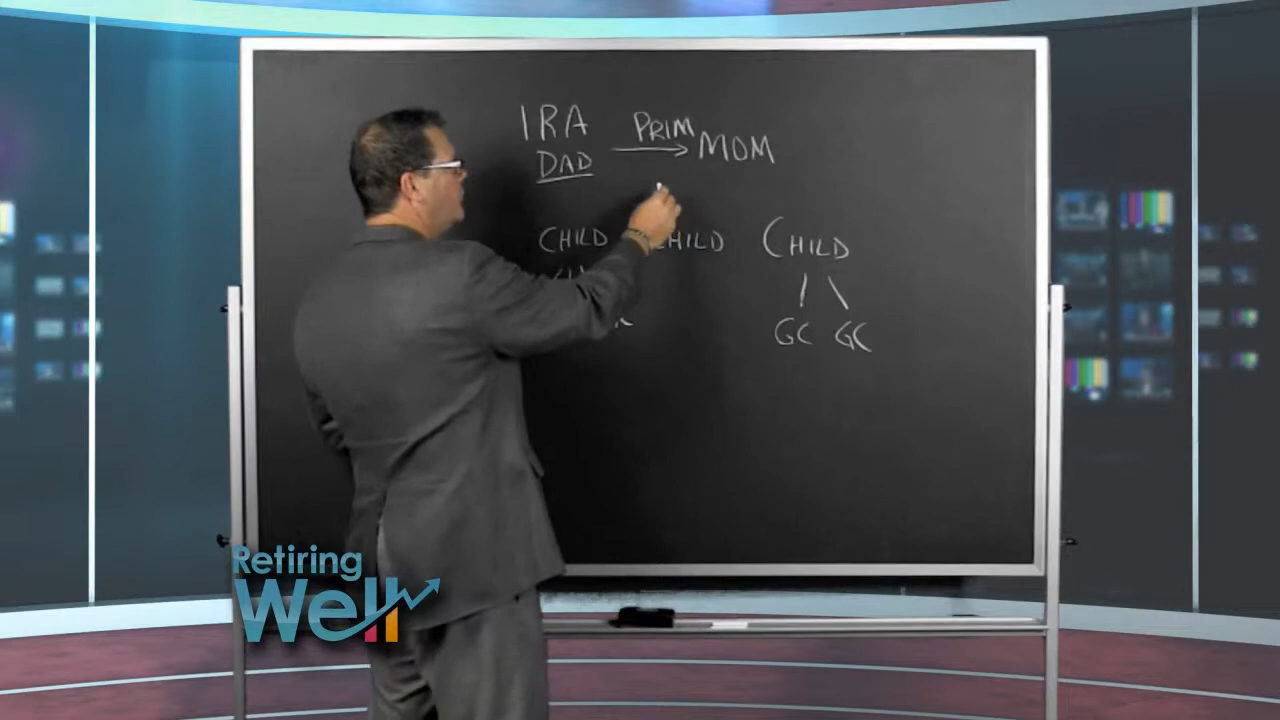 IRA PRIM
DAD MOM
CHILD CHILD CHILD
GC GC
Retiring
Well